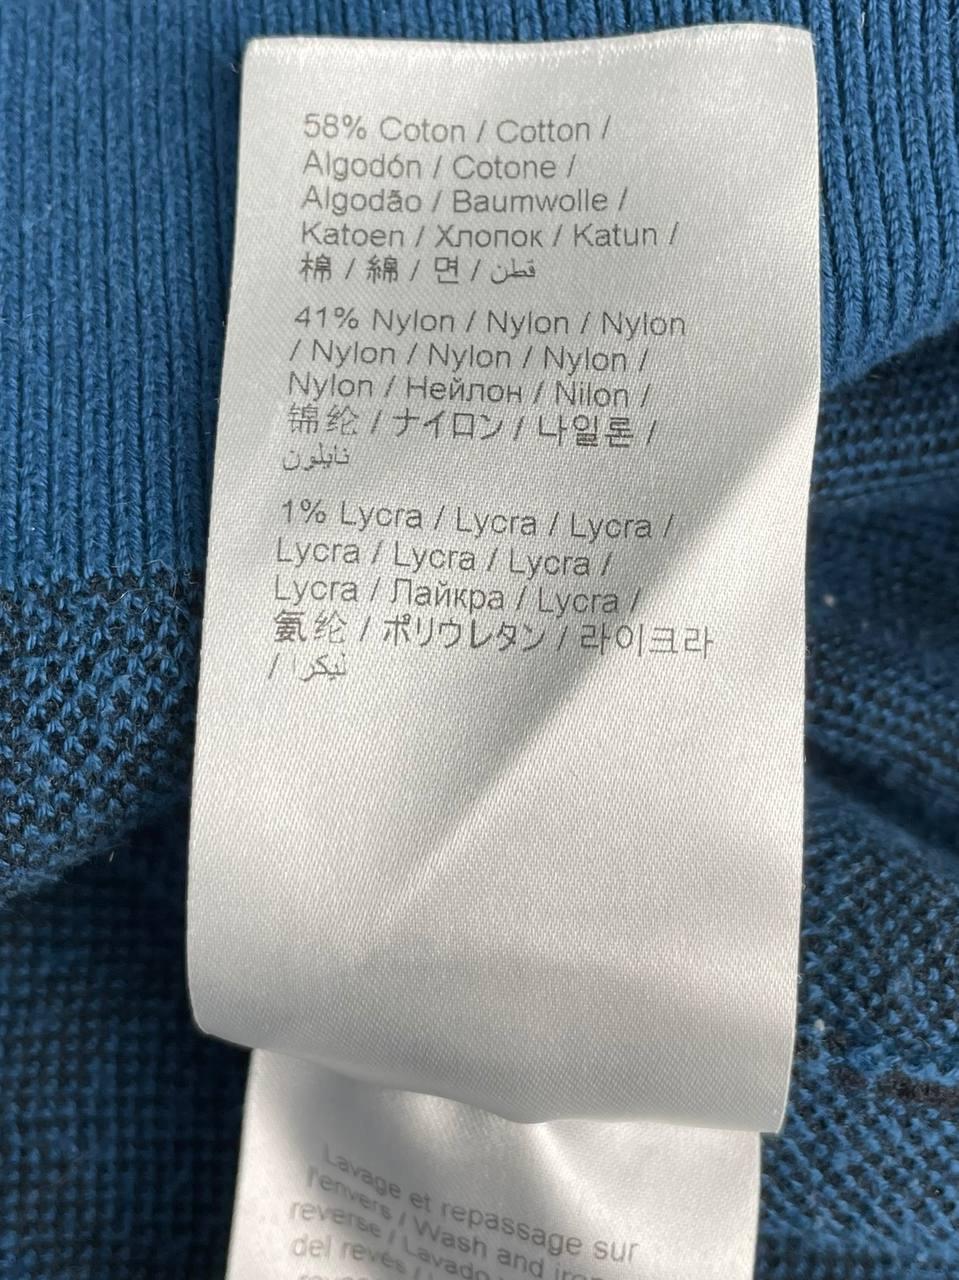 58% Coton / Cotton /
Algodón / Cotone /
Algodão / Baumwolle /
Katoen / Хлопок / Katun /
棉 / 綿 / 면 / قطن
41% Nylon / Nylon / Nylon
/ Nylon / Nylon / Nylon /
Nylon / Нейлон / Nilon /
锦纶 / ナイロン / 나일론 /
نايلون
1% Lycra / Lycra / Lycra /
Lycra / Lycra / Lycra /
Lycra / Лайкра / Lycra /
氨纶 / ポリウレタン / 라이크라
/ ليكرا
Lavage et repassage sur
l'envers / Wash and iron
reverse / Lavado
del revés /